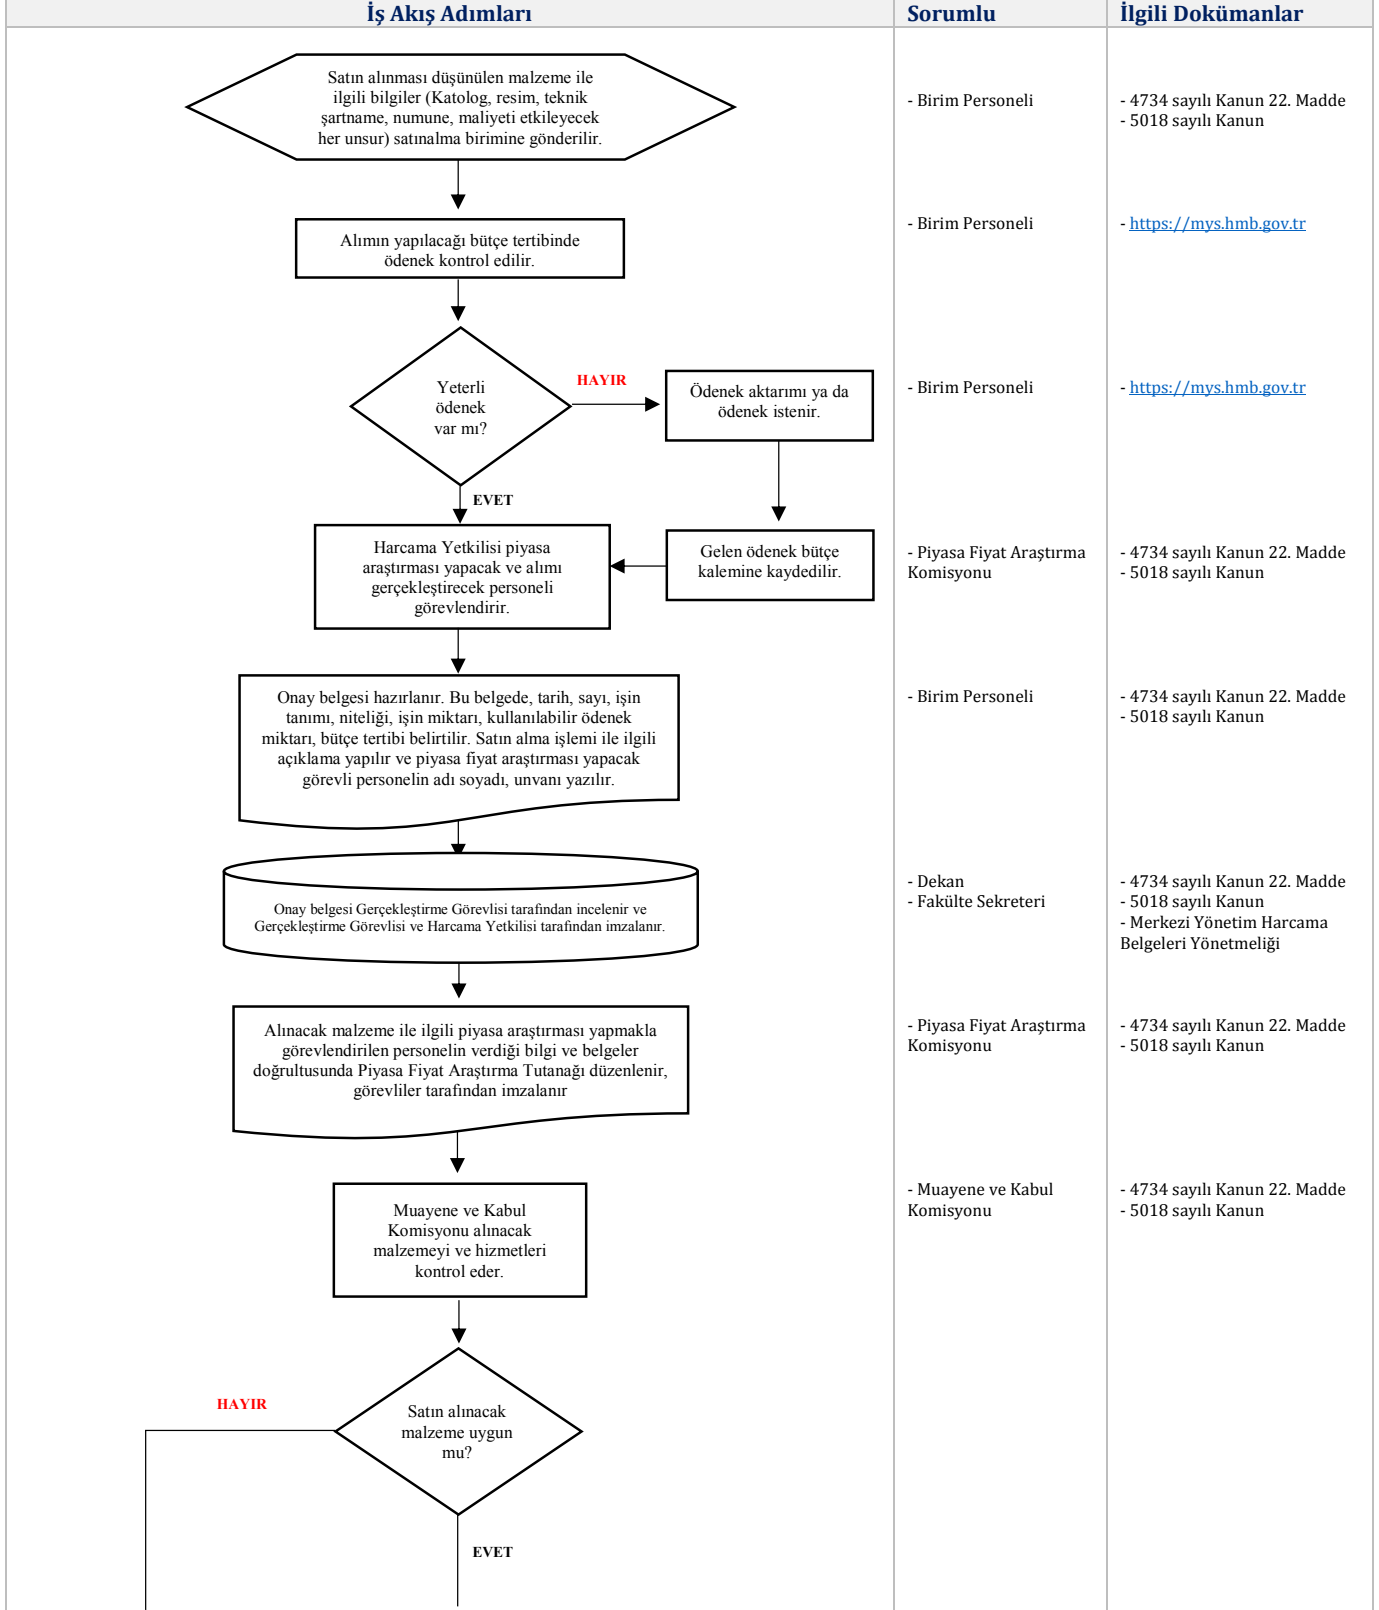 İş Akış Adımları
Sorumlu
İlgili Dokümanlar
Satın alınması düşünülen malzeme ile
ilgili bilgiler (Katolog, resim, teknik
şartname, numune, maliyeti etkileyecek
her unsur) satınalma birimine gönderilir.
- Birim Personeli
- 4734 sayılı Kanun 22. Madde
- 5018 sayılı Kanun
Alımın yapılacağı bütçe tertibinde
ödenek kontrol edilir.
- Birim Personeli
- https://mys.hmb.gov.tr
Yeterli
ödenek
var mı?
HAYIR
Ödenek aktarımı ya da
ödenek istenir.
- Birim Personeli
- https://mys.hmb.gov.tr
EVET
Harcama Yetkilisi piyasa
araştırması yapacak ve alımı
gerçekleştirecek personeli
görevlendirir.
Gelen ödenek bütçe
kalemine kaydedilir.
- Piyasa Fiyat Araştırma
Komisyonu
- 4734 sayılı Kanun 22. Madde
- 5018 sayılı Kanun
Onay belgesi hazırlanır. Bu belgede, tarih, sayı, işin
tanımı, niteliği, işin miktarı, kullanılabilir ödenek
miktarı, bütçe tertibi belirtilir. Satın alma işlemi ile ilgili
açıklama yapılır ve piyasa fiyat araştırması yapacak
görevli personelin adı soyadı, unvanı yazılır.
- Birim Personeli
- 4734 sayılı Kanun 22. Madde
- 5018 sayılı Kanun
Onay belgesi Gerçekleştirme Görevlisi tarafından incelenir ve
Gerçekleştirme Görevlisi ve Harcama Yetkilisi tarafından imzalanır.
- Dekan
- Fakülte Sekreteri
- 4734 sayılı Kanun 22. Madde
- 5018 sayılı Kanun
- Merkezi Yönetim Harcama
Belgeleri Yönetmeliği
Alınacak malzeme ile ilgili piyasa araştırması yapmakla
görevlendirilen personelin verdiği bilgi ve belgeler
doğrultusunda Piyasa Fiyat Araştırma Tutanağı düzenlenir,
görevliler tarafından imzalanır
- Piyasa Fiyat Araştırma
Komisyonu
- 4734 sayılı Kanun 22. Madde
- 5018 sayılı Kanun
Muayene ve Kabul
Komisyonu alınacak
malzemeyi ve hizmetleri
kontrol eder.
- Muayene ve Kabul
Komisyonu
- 4734 sayılı Kanun 22. Madde
- 5018 sayılı Kanun
HAYIR
Satın alınacak
malzeme uygun
mu?
EVET